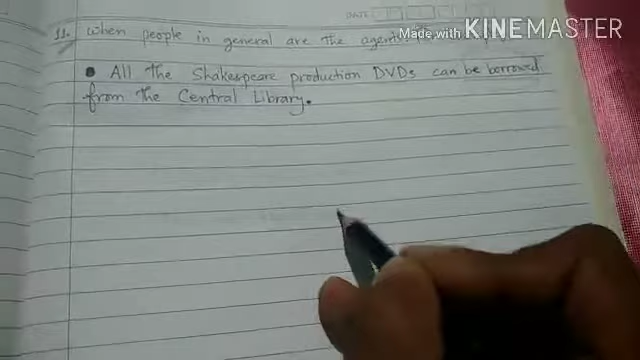 DATE
11. When people in general are the agent
Made with KINEMASTER
• All the Shakespeare production DVDs can be borrowed
from the Central Library.